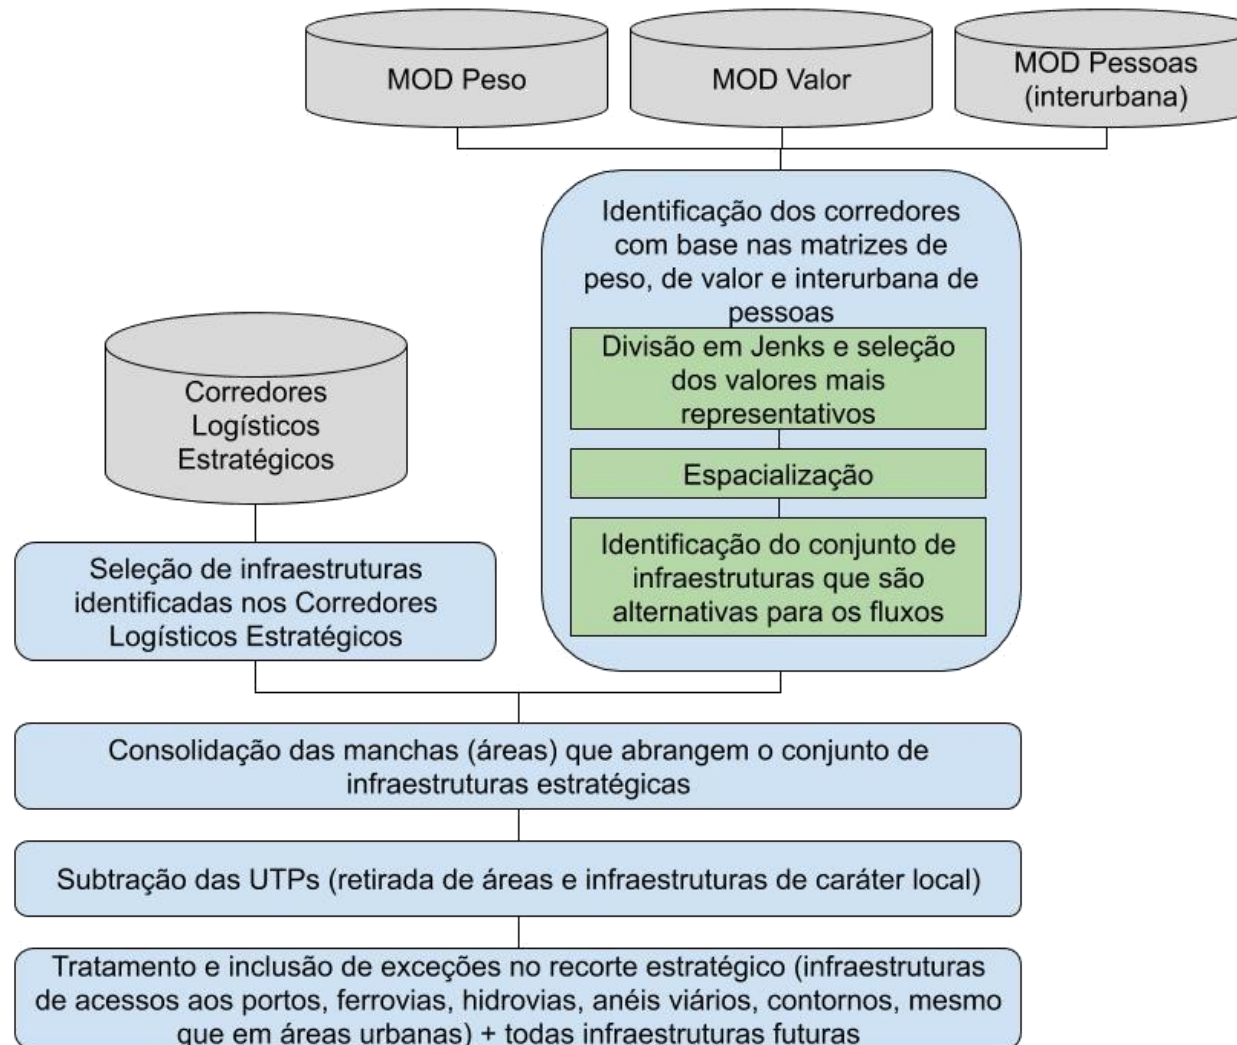 MOD Peso
MOD Valor
MOD Pessoas
(interurbana)
Identificação dos corredores
com base nas matrizes de
peso, de valor e interurbana de
pessoas
Divisão em Jenks e seleção
dos valores mais
representativos
Espacialização
Identificação do conjunto de
infraestruturas que são
alternativas para os fluxos
Corredores
Logísticos
Estratégicos
Seleção de infraestruturas
identificadas nos Corredores
Logísticos Estratégicos
Consolidação das manchas (áreas) que abrangem o conjunto de
infraestruturas estratégicas
Subtração das UTPs (retirada de áreas e infraestruturas de caráter local)
Tratamento e inclusão de exceções no recorte estratégico (infraestruturas
de acessos aos portos, ferrovias, hidrovias, anéis viários, contornos, mesmo
que em áreas urbanas) + todas infraestruturas futuras